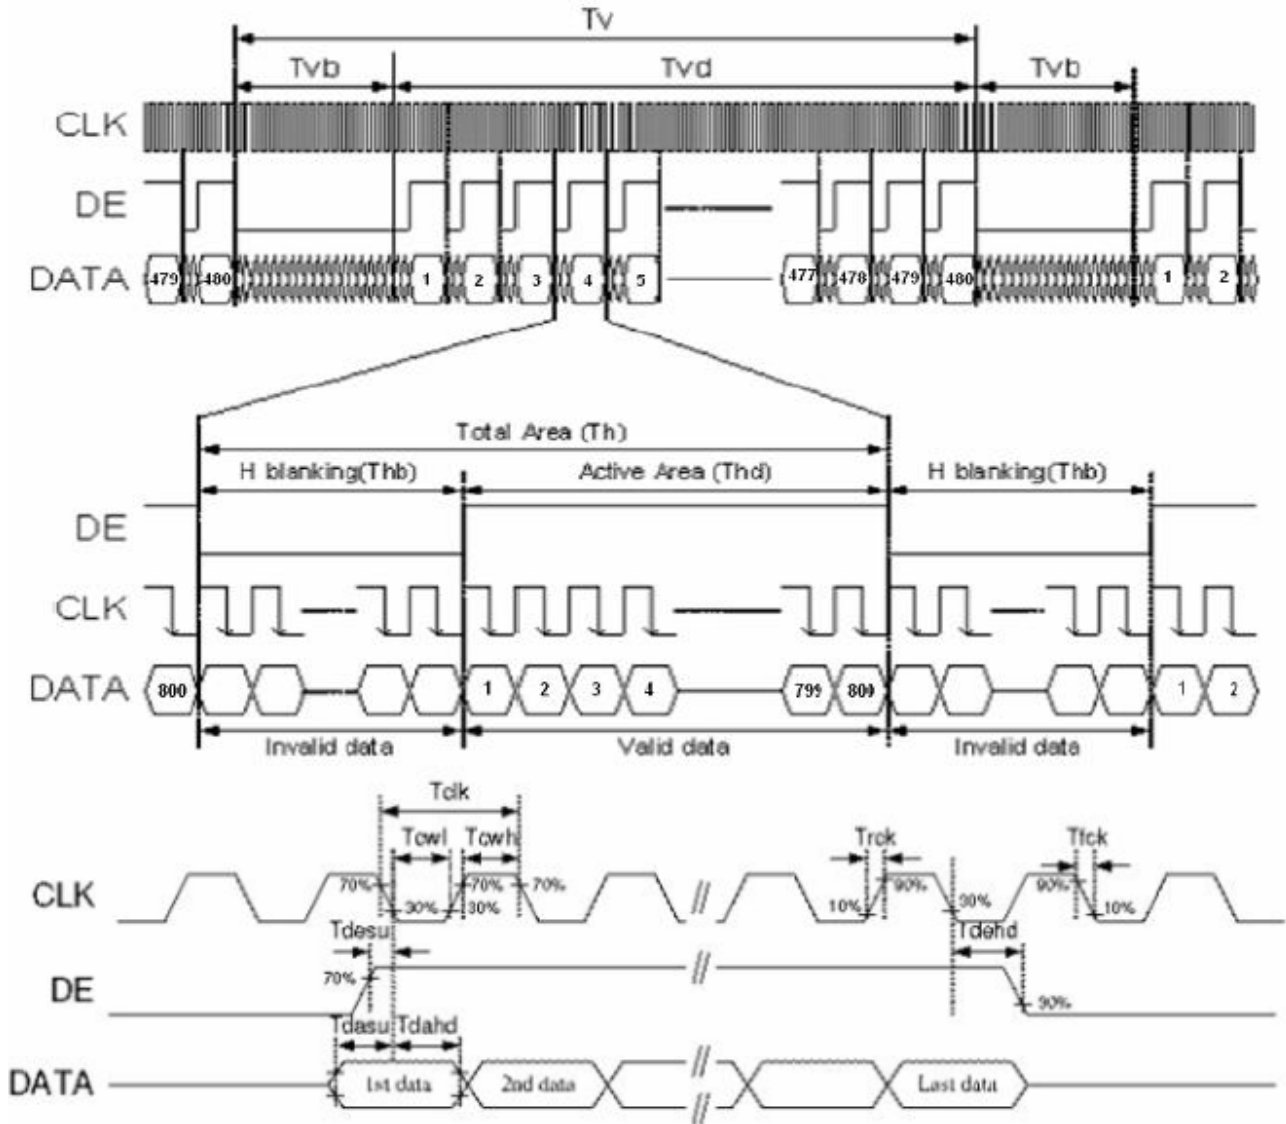 Tv
Tvb Tvd Tvb
CLK
DE
DATA 479 480 1 2 3 4 5 477 478 479 480 1 2
Total Area (Th)
H blanking(Thb) Active Area (Thd) H blanking(Thb)
DE
CLK
DATA 800 1 2 3 4 799 800 1 2
Invalid data Valid data Invalid data
Tclk
Tcwl Tcwh Trck Tfck
CLK 70% 70% 70% 90% 90%
30% 30% 10% 90% 10%
Tdesu Tdehd
70%
DE 90%
Tdasu Tdahd
DATA 1st data 2nd data Last data